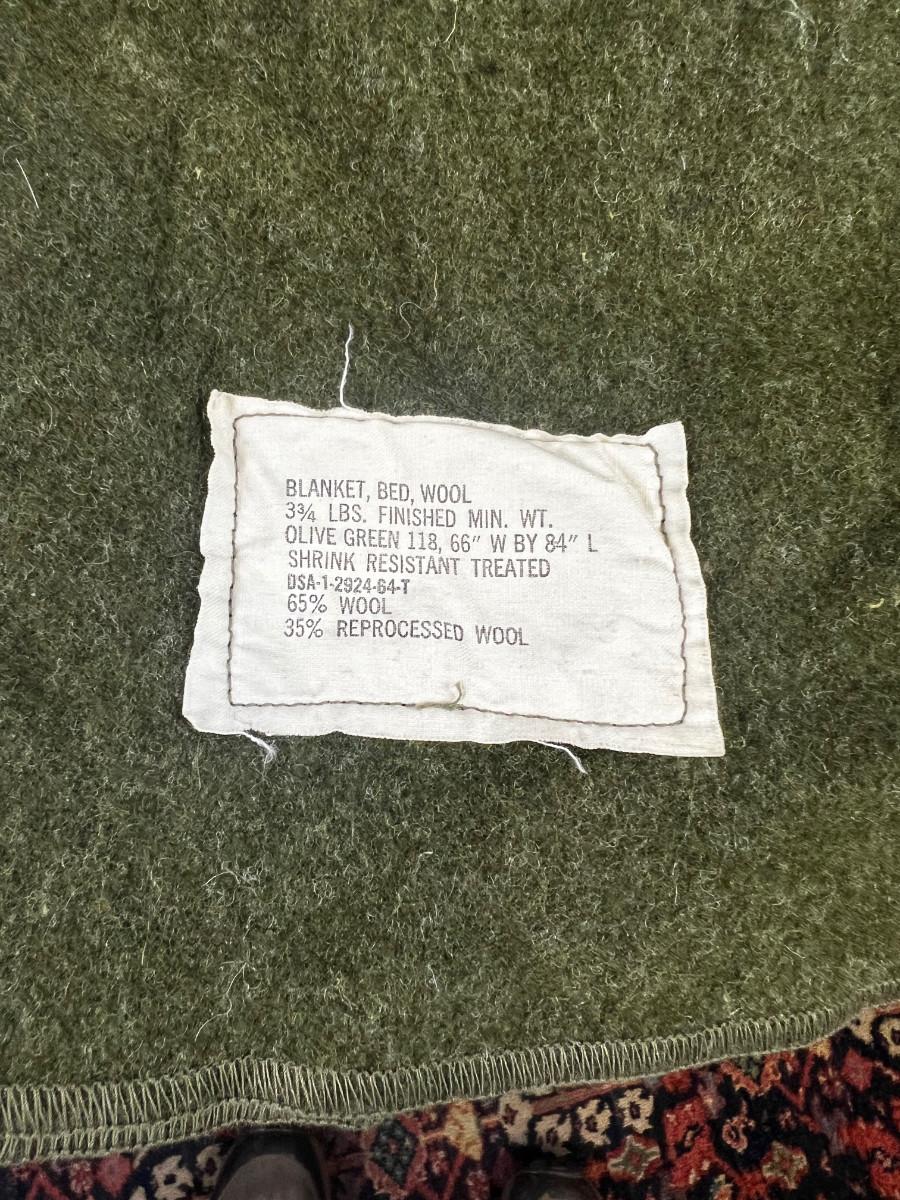 BLANKET, BED, WOOL
3¾ LBS. FINISHED MIN. WT.
OLIVE GREEN 118, 66" W BY 84" L
SHRINK RESISTANT TREATED
DSA-1-2924-64-T
65% WOOL
35% REPROCESSED WOOL